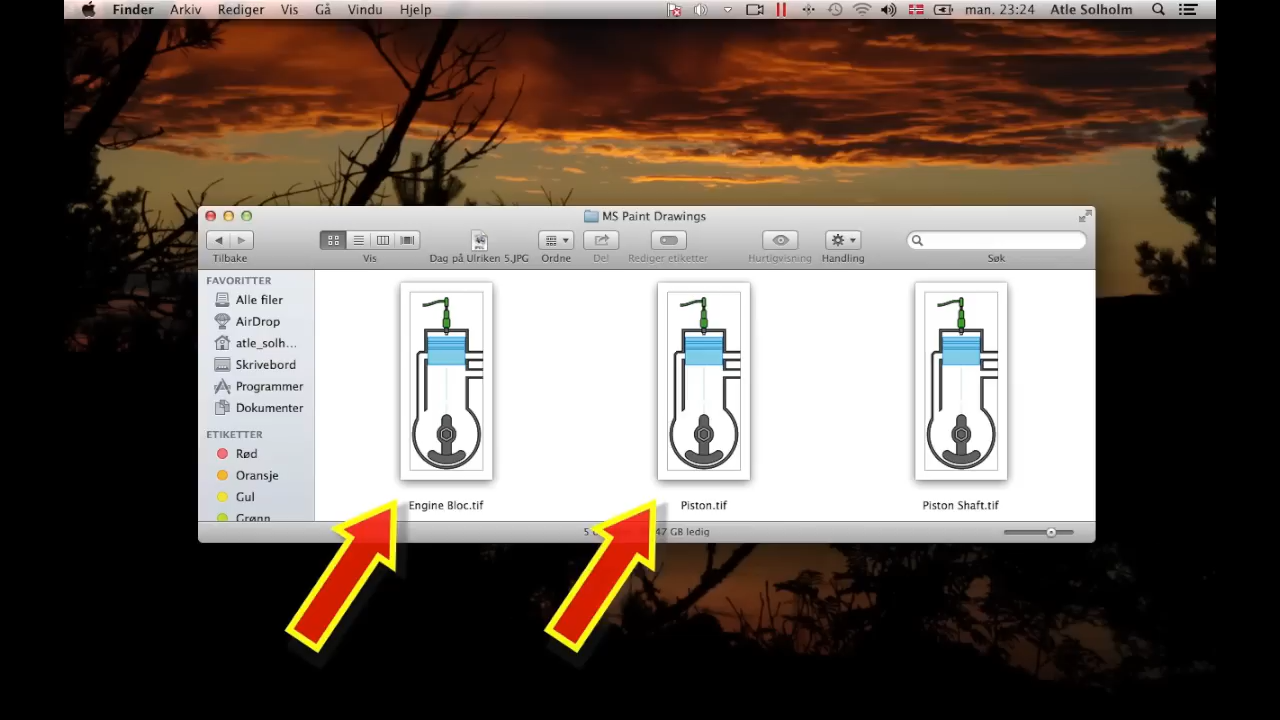 Finder Arkiv Rediger Vis Gå Vindu Hjelp man. 23:24 Atle Solholm
MS Paint Drawings
Tilbake Vis Dag på Ulriken 5.JPG Ordne Del Rediger etiketter Hurtigvisning Handling Søk
FAVORITTER
Alle filer
AirDrop
atle_solh...
Skrivebord
Programmer
Dokumenter
ETIKETTER
Rød
Oransje
Gul
Grønn
Engine Bloc.tif Piston.tif Piston Shaft.tif
GB ledig